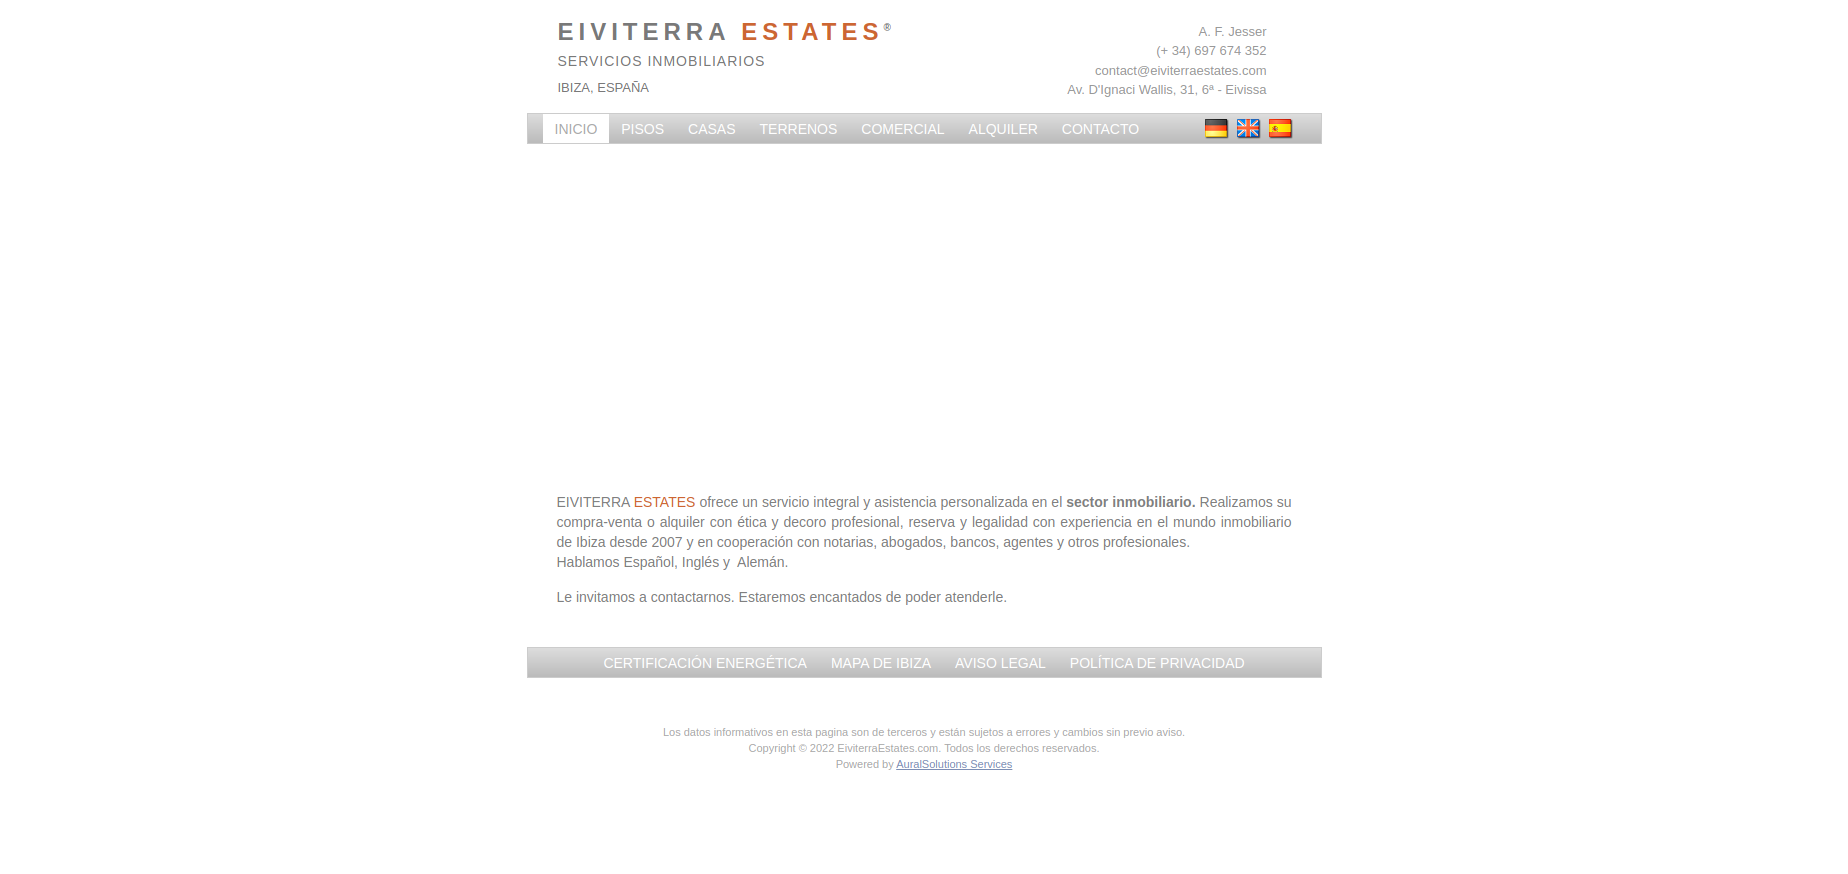 EIVITERRA ESTATES®
SERVICIOS INMOBILIARIOS
IBIZA, ESPAÑA
A. F. Jesser
(+ 34) 697 674 352
contact@eiviterraestates.com
Av. D'Ignaci Wallis, 31, 6ª - Eivissa
INICIO PISOS CASAS TERRENOS COMERCIAL ALQUILER CONTACTO
EIVITERRA ESTATES ofrece un servicio integral y asistencia personalizada en el sector inmobiliario. Realizamos su
compra-venta o alquiler con ética y decoro profesional, reserva y legalidad con experiencia en el mundo inmobiliario
de Ibiza desde 2007 y en cooperación con notarias, abogados, bancos, agentes y otros profesionales.
Hablamos Español, Inglés y  Alemán.
Le invitamos a contactarnos. Estaremos encantados de poder atenderle.
CERTIFICACIÓN ENERGÉTICA MAPA DE IBIZA AVISO LEGAL POLÍTICA DE PRIVACIDAD
Los datos informativos en esta pagina son de terceros y están sujetos a errores y cambios sin previo aviso.
Copyright © 2022 EiviterraEstates.com. Todos los derechos reservados.
Powered by AuralSolutions Services